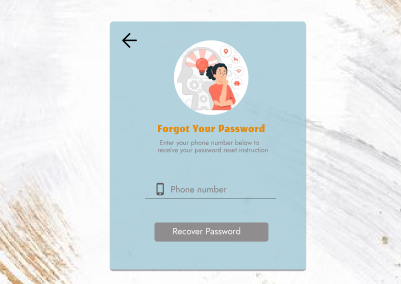 Forgot Your Password
Enter your phone number below to
receive your password reset instruction
Phone number
Recover Password